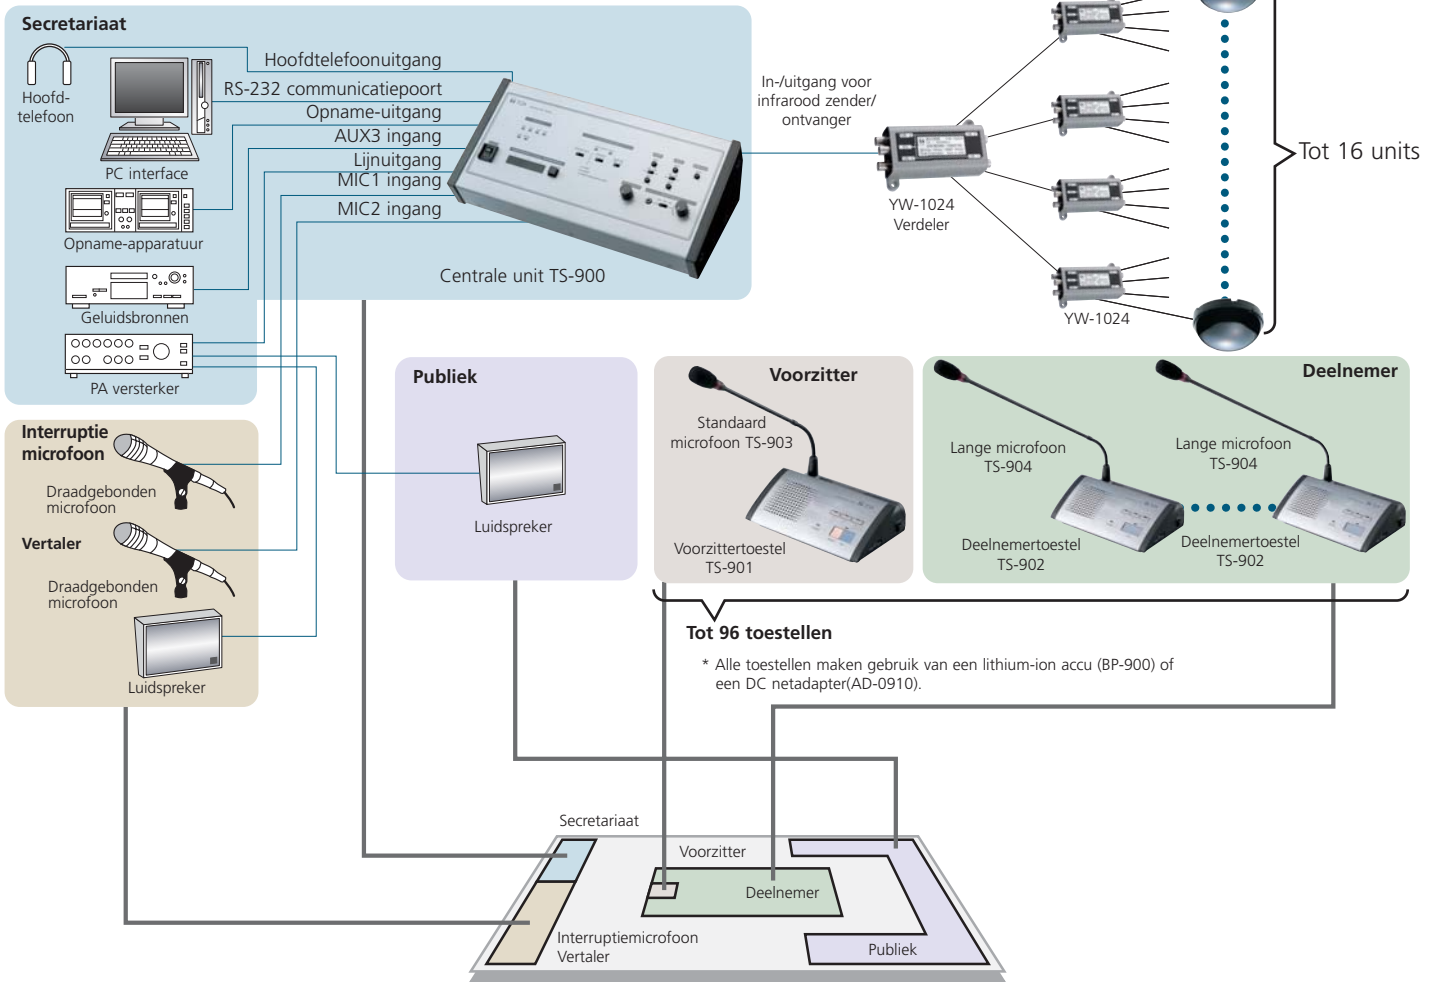 Secretariaat
Hoofd-
telefoon
PC interface
Opname-apparatuur
Geluidsbronnen
PA versterker
Hoofdtelefoonuitgang
RS-232 communicatiepoort
Opname-uitgang
AUX3 ingang
Lijnuitgang
MIC1 ingang
MIC2 ingang
Centrale unit TS-900
In-/uitgang voor
infrarood zender/
ontvanger
YW-1024
Verdeler
YW-1024
Tot 16 units
Interruptie
microfoon
Draadgebonden
microfoon
Vertaler
Draadgebonden
microfoon
Luidspreker
Publiek
Luidspreker
Voorzitter
Standaard
microfoon TS-903
Voorzittertoestel
TS-901
Deelnemer
Lange microfoon
TS-904
Deelnemertoestel
TS-902
Lange microfoon
TS-904
Deelnemertoestel
TS-902
Tot 96 toestellen
* Alle toestellen maken gebruik van een lithium-ion accu (BP-900) of
een DC netadapter(AD-0910).
Secretariaat
Voorzitter
Deelnemer
Interruptiemicrofoon
Vertaler
Publiek